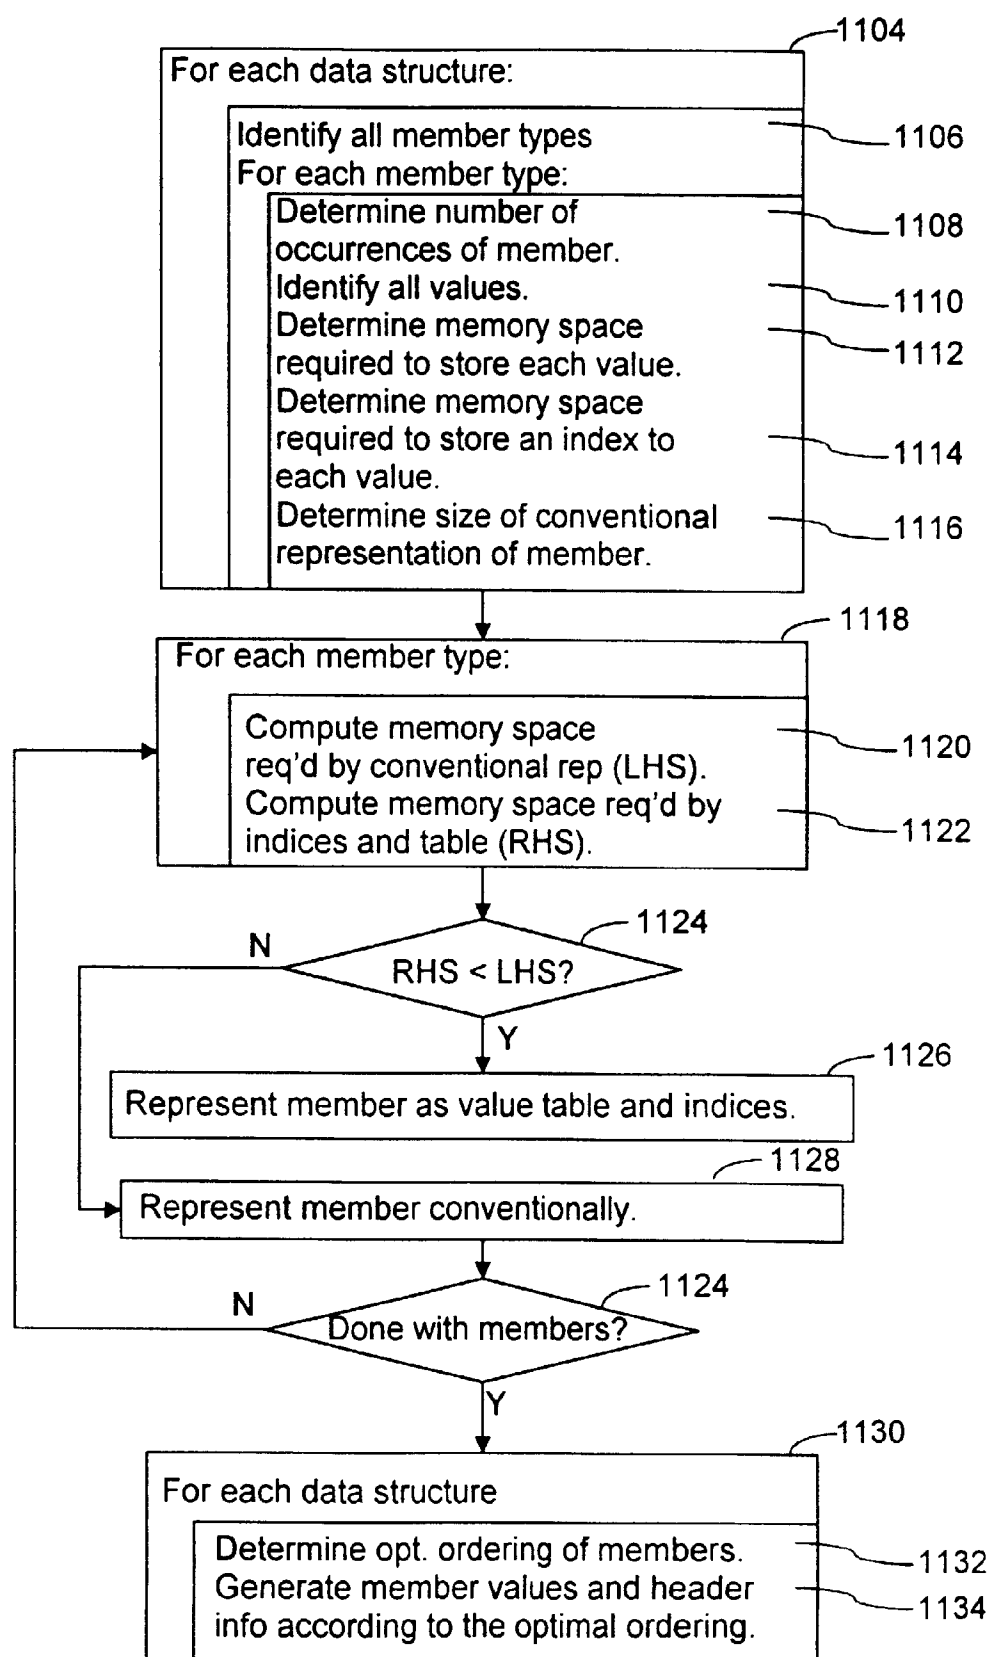 1104
For each data structure:
Identify all member types
1106
For each member type:
Determine number of
1108
occurrences of member.
Identify all values.
1110
Determine memory space
1112
required to store each value.
Determine memory space
required to store an index to
1114
each value.
Determine size of conventional
1116
representation of member.
1118
For each member type:
Compute memory space
1120
req'd by conventional rep (LHS).
Compute memory space req'd by
1122
indices and table (RHS).
1124
N
RHS < LHS?
Y
1126
Represent member as value table and indices.
1128
Represent member conventionally.
1124
N
Done with members?
Y
1130
For each data structure
Determine opt. ordering of members.
1132
Generate member values and header
1134
info according to the optimal ordering.